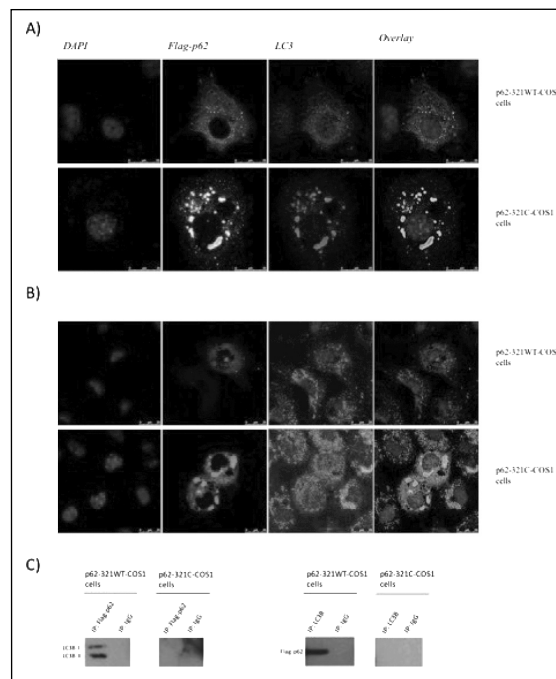 A)
DAPI Flag-p62 LC3 Overlay
p62-321WT-COS
cells
p62-321C-COS1
cells
B)
p62-321WT-COS
cells
p62-321C-COS1
cells
C)
p62-321WT-COS1
cells
p62-321C-COS1
cells
p62-321WT-COS1
cells
p62-321C-COS1
cells
IP: Flag-p62
IP: IgG
IP: Flag-p62
IP: IgG
IP: LC3B
IP: IgG
IP: LC3B
IP: IgG
LC3B I
LC3B II
Flag-p62